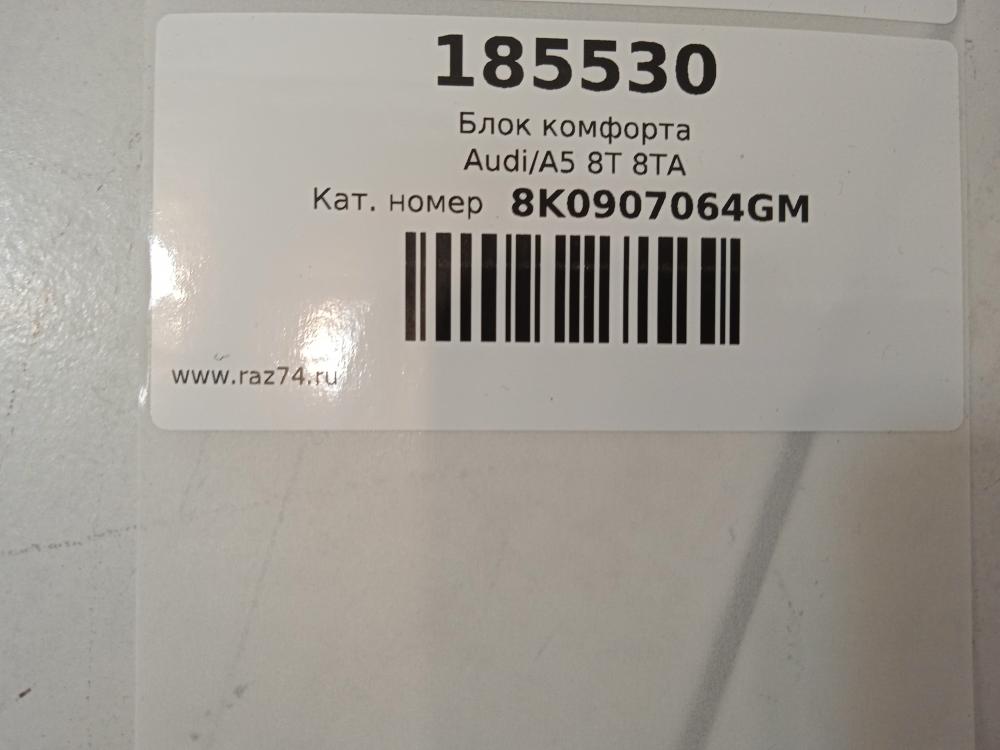 185530
Блок комфорта
Audi/A5 8T 8TA
Кат. номер 8K0907064GM
www.raz74.ru